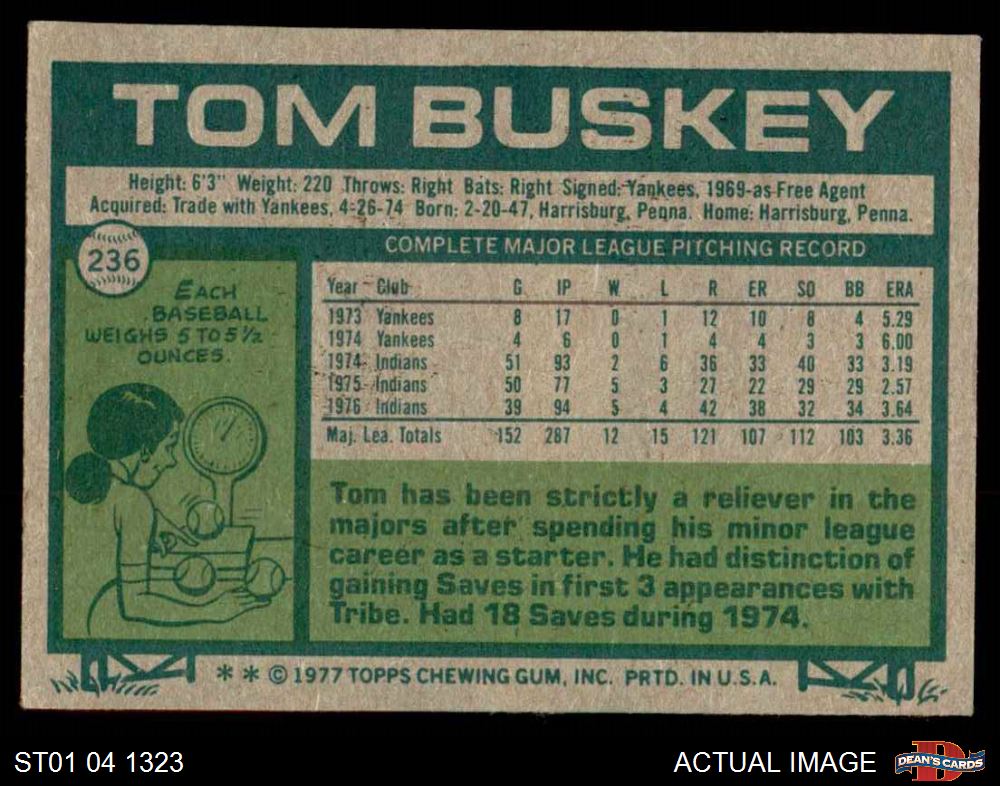 TOM BUSKEY
Height: 6'3" Weight: 220 Throws: Right Bats: Right Signed: Yankees, 1969-as Free Agent
Acquired: Trade with Yankees, 4-26-74 Born: 2-20-47, Harrisburg, Penna. Home: Harrisburg, Penna.
236
EACH
BASEBALL
WEIGHS 5 TO 5½
OUNCES.
COMPLETE MAJOR LEAGUE PITCHING RECORD
Year Club G IP W L R ER SO BB ERA
1973 Yankees 8 17 0 1 12 10 8 4 5.29
1974 Yankees 4 6 0 1 4 4 3 3 6.00
1974 Indians 51 93 2 6 36 33 40 33 3.19
1975 Indians 50 77 5 3 27 22 29 29 2.57
1976 Indians 39 94 5 4 42 38 32 34 3.64
Maj. Lea. Totals 152 287 12 15 121 107 112 103 3.36
Tom has been strictly a reliever in the
majors after spending his minor league
career as a starter. He had distinction of
gaining Saves in first 3 appearances with
Tribe. Had 18 Saves during 1974.
* * © 1977 TOPPS CHEWING GUM, INC. PRTD. IN U.S.A.
ST01 04 1323
ACTUAL IMAGE
D
DEAN'S CARDS